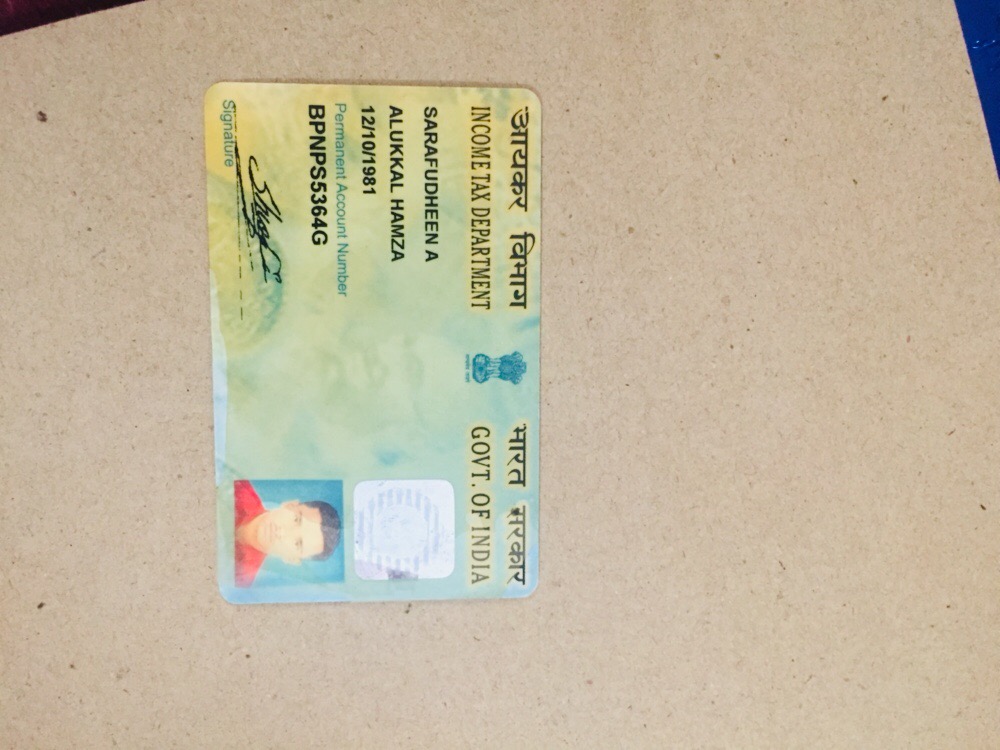 आयकर विभाग
INCOME TAX DEPARTMENT
भारत सरकार
GOVT. OF INDIA
SARAFUDHEEN A
ALUKKAL HAMZA
12/10/1981
Permanent Account Number
BPNPS5364G
Signature